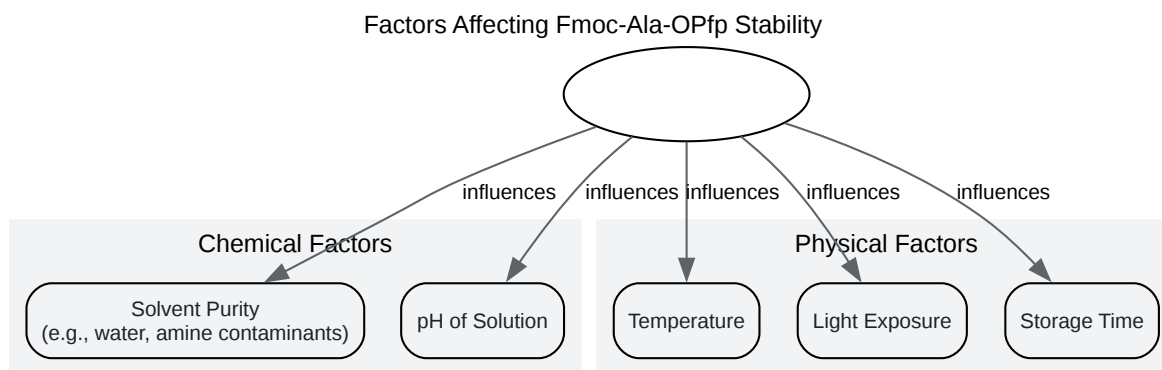 Factors Affecting Fmoc-Ala-OPfp Stability
influences
influences
influences
influences
influences
Chemical Factors
Physical Factors
Solvent Purity
(e.g., water, amine contaminants)
pH of Solution
Temperature
Light Exposure
Storage Time